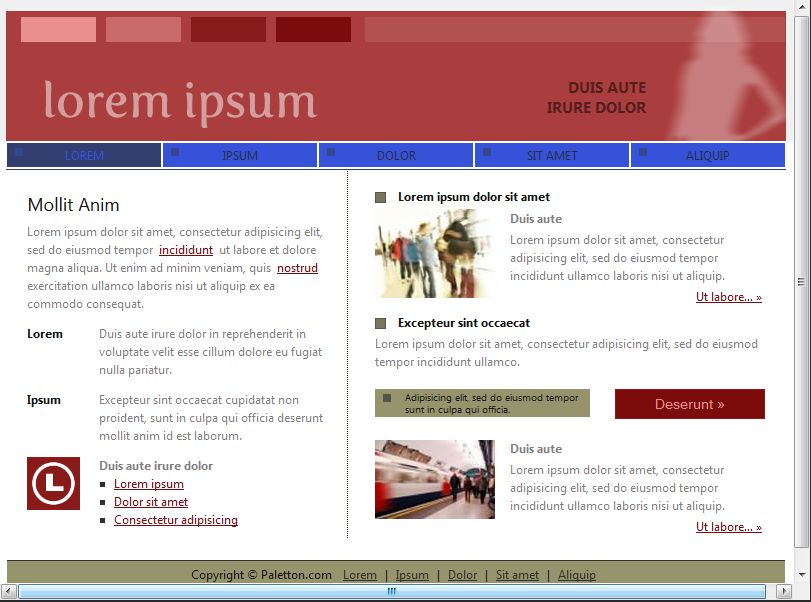 lorem ipsum
DUIS AUTE
IRURE DOLOR
LOREM
IPSUM
DOLOR
SIT AMET
ALIQUIP
Mollit Anim
Lorem ipsum dolor sit amet, consectetur adipisicing elit,
sed do eiusmod tempor incididunt ut labore et dolore
magna aliqua. Ut enim ad minim veniam, quis nostrud
exercitation ullamco laboris nisi ut aliquip ex ea
commodo consequat.
Lorem
Duis aute irure dolor in reprehenderit in
voluptate velit esse cillum dolore eu fugiat
nulla pariatur.
Ipsum
Excepteur sint occaecat cupidatat non
proident, sunt in culpa qui officia deserunt
mollit anim id est laborum.
Duis aute irure dolor
Lorem ipsum
Dolor sit amet
Consectetur adipisicing
Lorem ipsum dolor sit amet
Duis aute
Lorem ipsum dolor sit amet, consectetur
adipisicing elit, sed do eiusmod tempor
incididunt ullamco laboris nisi ut aliquip.
Ut labore... »
Excepteur sint occaecat
Lorem ipsum dolor sit amet, consectetur adipisicing elit, sed do eiusmod
tempor incididunt ullamco.
Adipisicing elit, sed do eiusmod tempor
sunt in culpa qui officia.
Deserunt »
Duis aute
Lorem ipsum dolor sit amet, consectetur
adipisicing elit, sed do eiusmod tempor
incididunt ullamco laboris nisi ut aliquip.
Ut labore... »
Copyright © Paletton.com Lorem | Ipsum | Dolor | Sit amet | Aliquip